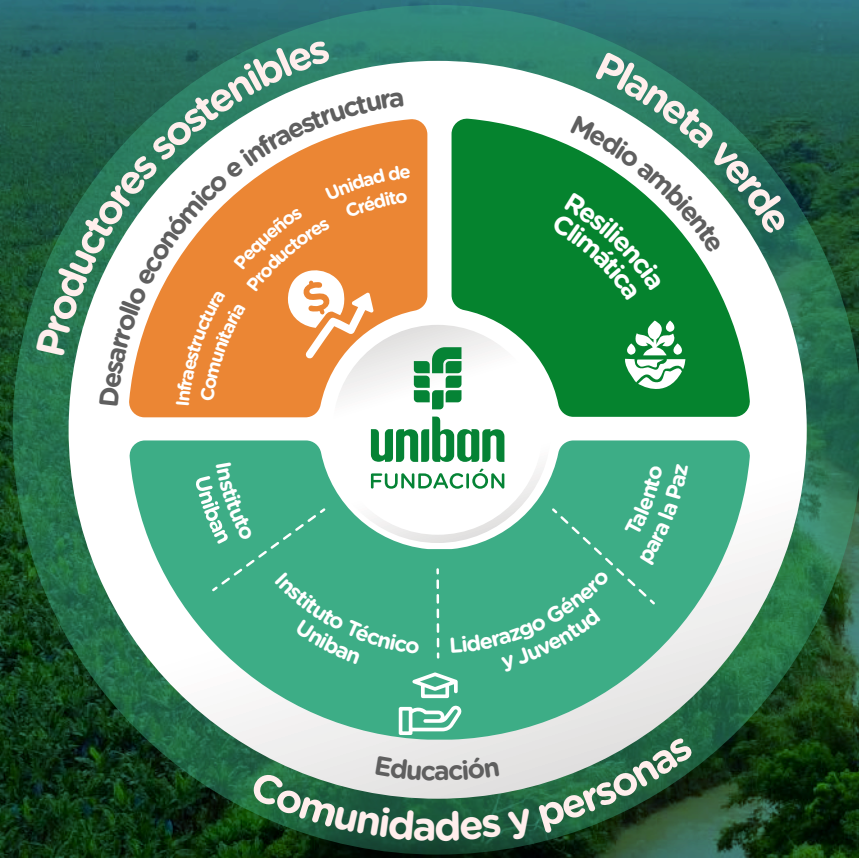 Productores sostenibles
Desarrollo económico e infraestructura
Infraestructura
Comunitaria
Pequeños
Productores
Unidad de
Crédito
$
Planeta verde
Medio ambiente
Resiliencia
Climática
uniban
FUNDACIÓN
Instituto
Uniban
Instituto Técnico
Uniban
Liderazgo Género
y Juventud
Talento
para la Paz
Educación
Comunidades y personas